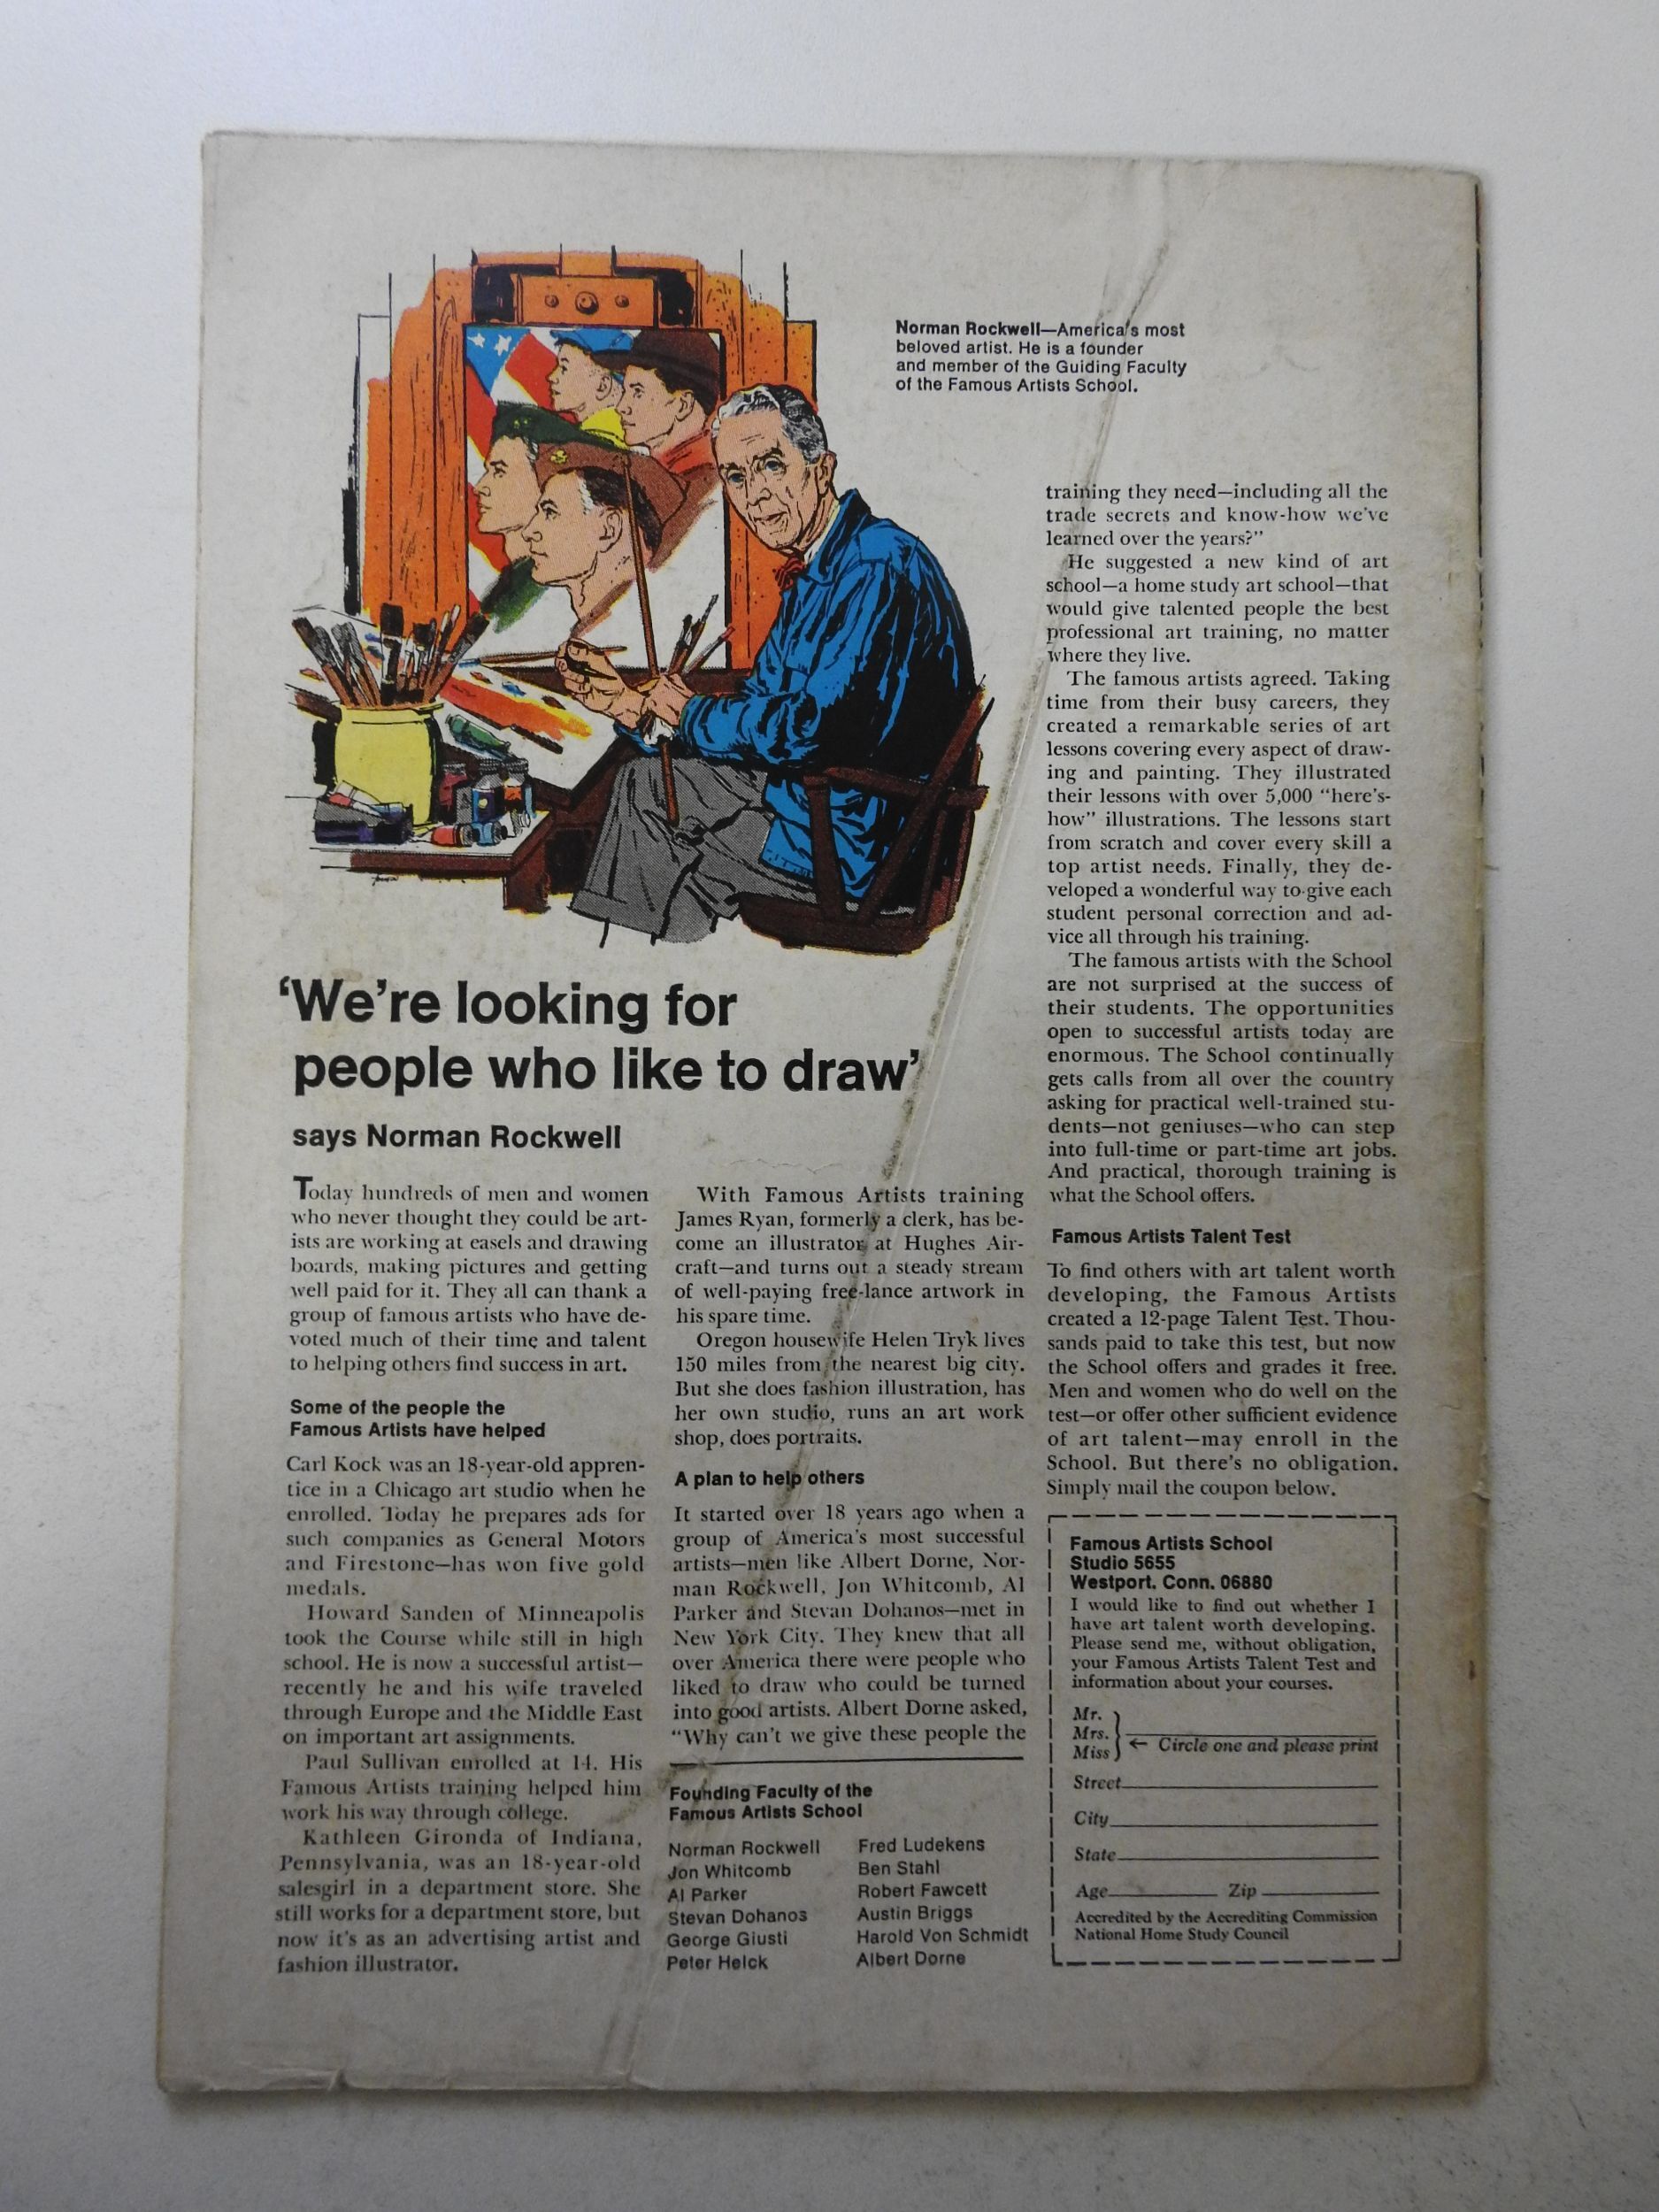 Norman Rockwell—America's most
beloved artist. He is a founder
and member of the Guiding Faculty
of the Famous Artists School.
'We're looking for
people who like to draw'
says Norman Rockwell
Today hundreds of men and women
who never thought they could be art-
ists are working at easels and drawing
boards, making pictures and getting
well paid for it. They all can thank a
group of famous artists who have de-
voted much of their time and talent
to helping others find success in art.
Some of the people the
Famous Artists have helped
Carl Kock was an 18-year-old appren-
tice in a Chicago art studio when he
enrolled. Today he prepares ads for
such companies as General Motors
and Firestone—has won five gold
medals.
Howard Sanden of Minneapolis
took the Course while still in high
school. He is now a successful artist—
recently he and his wife traveled
through Europe and the Middle East
on important art assignments.
Paul Sullivan enrolled at 14. His
Famous Artists training helped him
work his way through college.
Kathleen Gironda of Indiana,
Pennsylvania, was an 18-year-old
salesgirl in a department store. She
still works for a department store, but
now it's as an advertising artist and
fashion illustrator.
With Famous Artists training
James Ryan, formerly a clerk, has be-
come an illustrator at Hughes Air-
craft—and turns out a steady stream
of well-paying free-lance artwork in
his spare time.
Oregon housewife Helen Tryk lives
150 miles from the nearest big city.
But she does fashion illustration, has
her own studio, runs an art work
shop, does portraits.
A plan to help others
It started over 18 years ago when a
group of America's most successful
artists—men like Albert Dorne, Nor-
man Rockwell, Jon Whitcomb, Al
Parker and Stevan Dohanos—met in
New York City. They knew that all
over America there were people who
liked to draw who could be turned
into good artists. Albert Dorne asked,
"Why can't we give these people the
training they need—including all the
trade secrets and know-how we've
learned over the years?"
He suggested a new kind of art
school—a home study art school—that
would give talented people the best
professional art training, no matter
where they live.
The famous artists agreed. Taking
time from their busy careers, they
created a remarkable series of art
lessons covering every aspect of draw-
ing and painting. They illustrated
their lessons with over 5,000 "here's-
how" illustrations. The lessons start
from scratch and cover every skill a
top artist needs. Finally, they de-
veloped a wonderful way to give each
student personal correction and ad-
vice all through his training.
The famous artists with the School
are not surprised at the success of
their students. The opportunities
open to successful artists today are
enormous. The School continually
gets calls from all over the country
asking for practical well-trained stu-
dents—not geniuses—who can step
into full-time or part-time art jobs.
And practical, thorough training is
what the School offers.
Famous Artists Talent Test
To find others with art talent worth
developing, the Famous Artists
created a 12-page Talent Test. Thou-
sands paid to take this test, but now
the School offers and grades it free.
Men and women who do well on the
test—or offer other sufficient evidence
of art talent—may enroll in the
School. But there's no obligation.
Simply mail the coupon below.
Founding Faculty of the
Famous Artists School
Norman Rockwell
Jon Whitcomb
Al Parker
Stevan Dohanos
George Giusti
Peter Helck
Fred Ludekens
Ben Stahl
Robert Fawcett
Austin Briggs
Harold Von Schmidt
Albert Dorne
Famous Artists School
Studio 5655
Westport, Conn. 06880
I would like to find out whether I
have art talent worth developing.
Please send me, without obligation,
your Famous Artists Talent Test and
information about your courses.
Mr.
Mrs.
Miss
← Circle one and please print
Street
City
State
Age Zip
Accredited by the Accrediting Commission
National Home Study Council